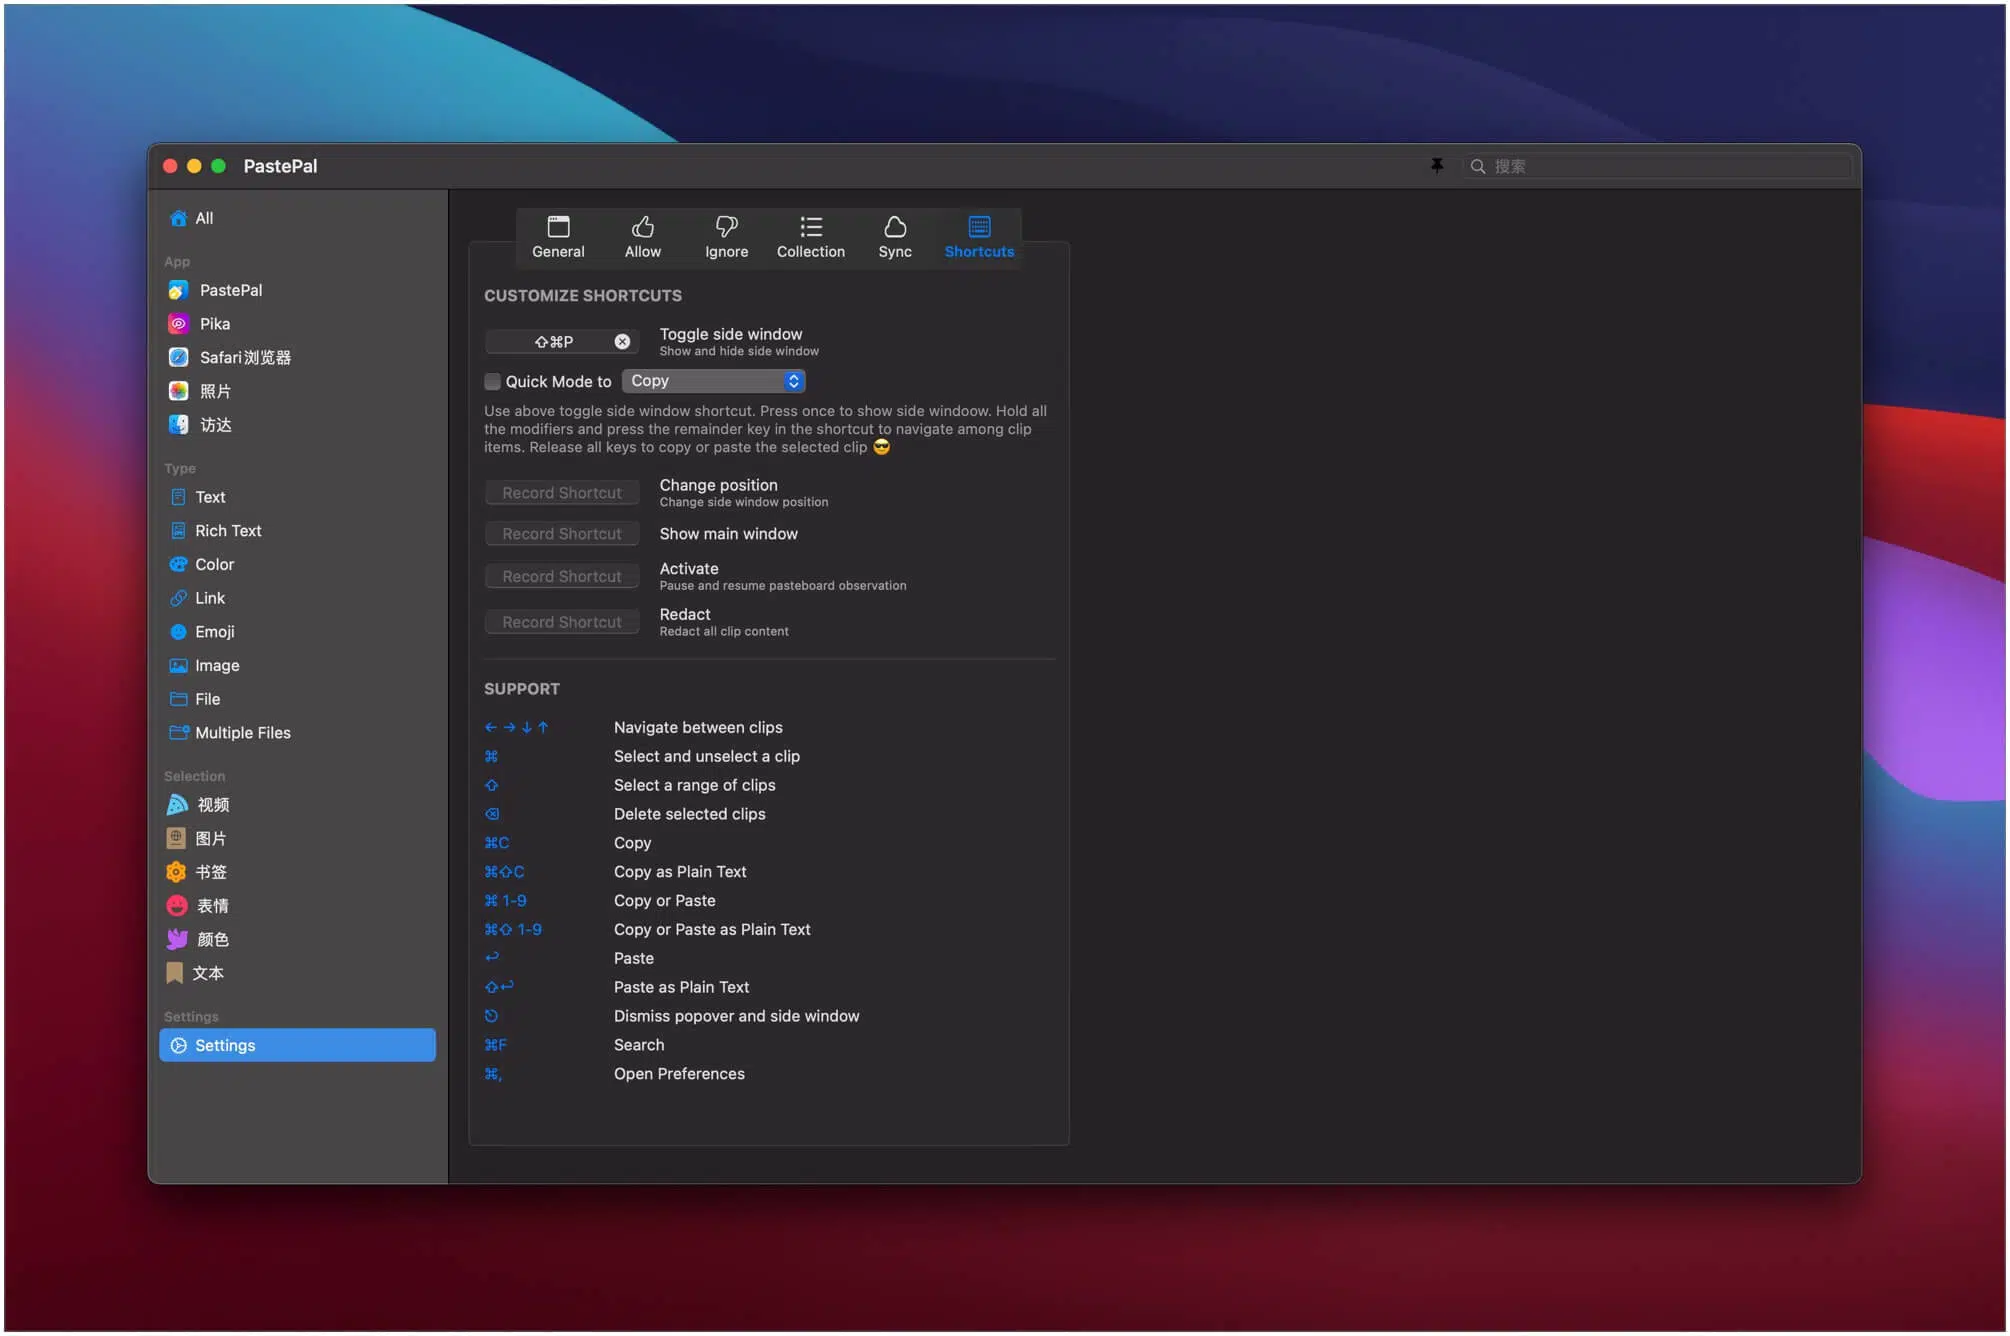 PastePal
搜索
All
App
PastePal
Pika
Safari浏览器
照片
访达
Type
Text
Rich Text
Color
Link
Emoji
Image
File
Multiple Files
Selection
视频
图片
书签
表情
颜色
文本
Settings
Settings
General
Allow
Ignore
Collection
Sync
Shortcuts
CUSTOMIZE SHORTCUTS
⇧⌘P
Toggle side window
Show and hide side window
Quick Mode to
Copy
Use above toggle side window shortcut. Press once to show side windoow. Hold all
the modifiers and press the remainder key in the shortcut to navigate among clip
items. Release all keys to copy or paste the selected clip 😎
Record Shortcut
Change position
Change side window position
Record Shortcut
Show main window
Record Shortcut
Activate
Pause and resume pasteboard observation
Record Shortcut
Redact
Redact all clip content
SUPPORT
← → ↓ ↑ Navigate between clips
⌘ Select and unselect a clip
⇧ Select a range of clips
⌫ Delete selected clips
⌘C Copy
⌘⇧C Copy as Plain Text
⌘ 1-9 Copy or Paste
⌘⇧ 1-9 Copy or Paste as Plain Text
↩ Paste
⇧↩ Paste as Plain Text
⎋ Dismiss popover and side window
⌘F Search
⌘, Open Preferences